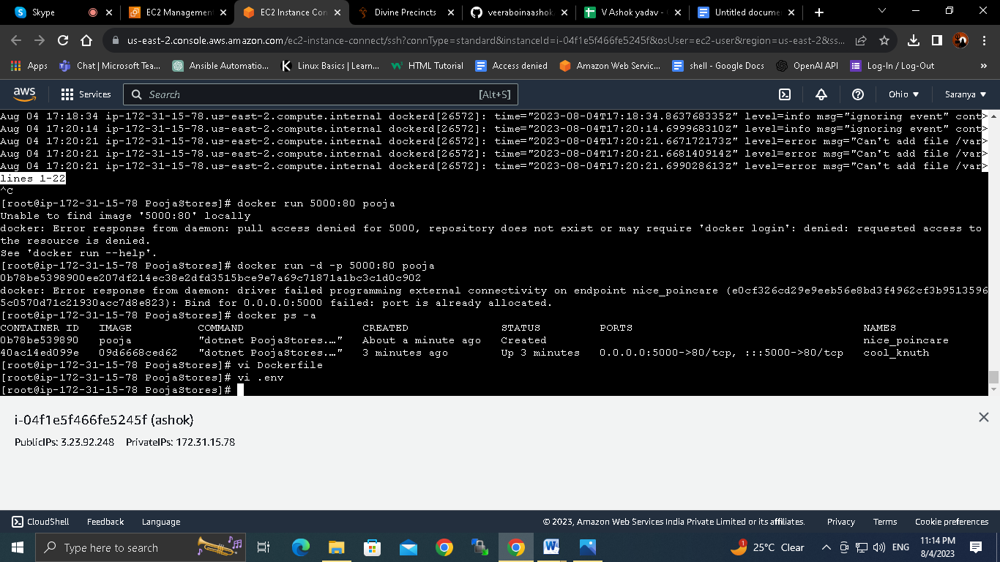 Skype
EC2 Management
EC2 Instance Con
Divine Precincts
veeraboinaashok
V Ashok yadav -
Untitled docume
us-east-2.console.aws.amazon.com/ec2-instance-connect/ssh?connType=standard&instanceId=i-04f1e5f466fe5245f&osUser=ec2-user&region=us-east-2&ss...
Apps
Chat | Microsoft Tea...
Ansible Automatio...
Linux Basics | Learn...
HTML Tutorial
Access denied
Amazon Web Servic...
shell - Google Docs
OpenAI API
Log-In / Log-Out
»
aws
Services
Search
[Alt+S]
Ohio
Saranya
Aug 04 17:18:34 ip-172-31-15-78.us-east-2.compute.internal dockerd[26572]: time="2023-08-04T17:18:34.863768335Z" level=info msg="ignoring event" cont>
Aug 04 17:20:14 ip-172-31-15-78.us-east-2.compute.internal dockerd[26572]: time="2023-08-04T17:20:14.699968310Z" level=info msg="ignoring event" cont>
Aug 04 17:20:21 ip-172-31-15-78.us-east-2.compute.internal dockerd[26572]: time="2023-08-04T17:20:21.667172173Z" level=error msg="Can't add file /var>
Aug 04 17:20:21 ip-172-31-15-78.us-east-2.compute.internal dockerd[26572]: time="2023-08-04T17:20:21.668140914Z" level=error msg="Can't add file /var>
Aug 04 17:20:21 ip-172-31-15-78.us-east-2.compute.internal dockerd[26572]: time="2023-08-04T17:20:21.699028613Z" level=error msg="Can't add file /var>
lines 1-22
^C
[root@ip-172-31-15-78 PoojaStores]# docker run 5000:80 pooja
Unable to find image '5000:80' locally
docker: Error response from daemon: pull access denied for 5000, repository does not exist or may require 'docker login': denied: requested access to
the resource is denied.
See 'docker run --help'.
[root@ip-172-31-15-78 PoojaStores]# docker run -d -p 5000:80 pooja
0b78be5398900ee207df214ec38e2dfd3515bce9e7a69c71871a1bc3c1d0c902
docker: Error response from daemon: driver failed programming external connectivity on endpoint nice_poincare (e0cf326cd29e9eeb56e8bd3f4962cf3b9513596
5c0570d71c21930acc7d8e823): Bind for 0.0.0.0:5000 failed: port is already allocated.
[root@ip-172-31-15-78 PoojaStores]# docker ps -a
CONTAINER ID IMAGE COMMAND CREATED STATUS PORTS NAMES
0b78be539890 pooja "dotnet PoojaStores.…" About a minute ago Created nice_poincare
40ac14ed099e 09d6668ced62 "dotnet PoojaStores.…" 3 minutes ago Up 3 minutes 0.0.0.0:5000->80/tcp, :::5000->80/tcp cool_knuth
[root@ip-172-31-15-78 PoojaStores]# vi Dockerfile
[root@ip-172-31-15-78 PoojaStores]# vi .env
[root@ip-172-31-15-78 PoojaStores]#
i-04f1e5f466fe5245f (ashok)
PublicIPs: 3.23.92.248 PrivateIPs: 172.31.15.78
CloudShell
Feedback
Language
© 2023, Amazon Web Services India Private Limited or its affiliates.
Privacy
Terms
Cookie preferences
Type here to search
1
25°C Clear
ENG
11:14 PM
8/4/2023